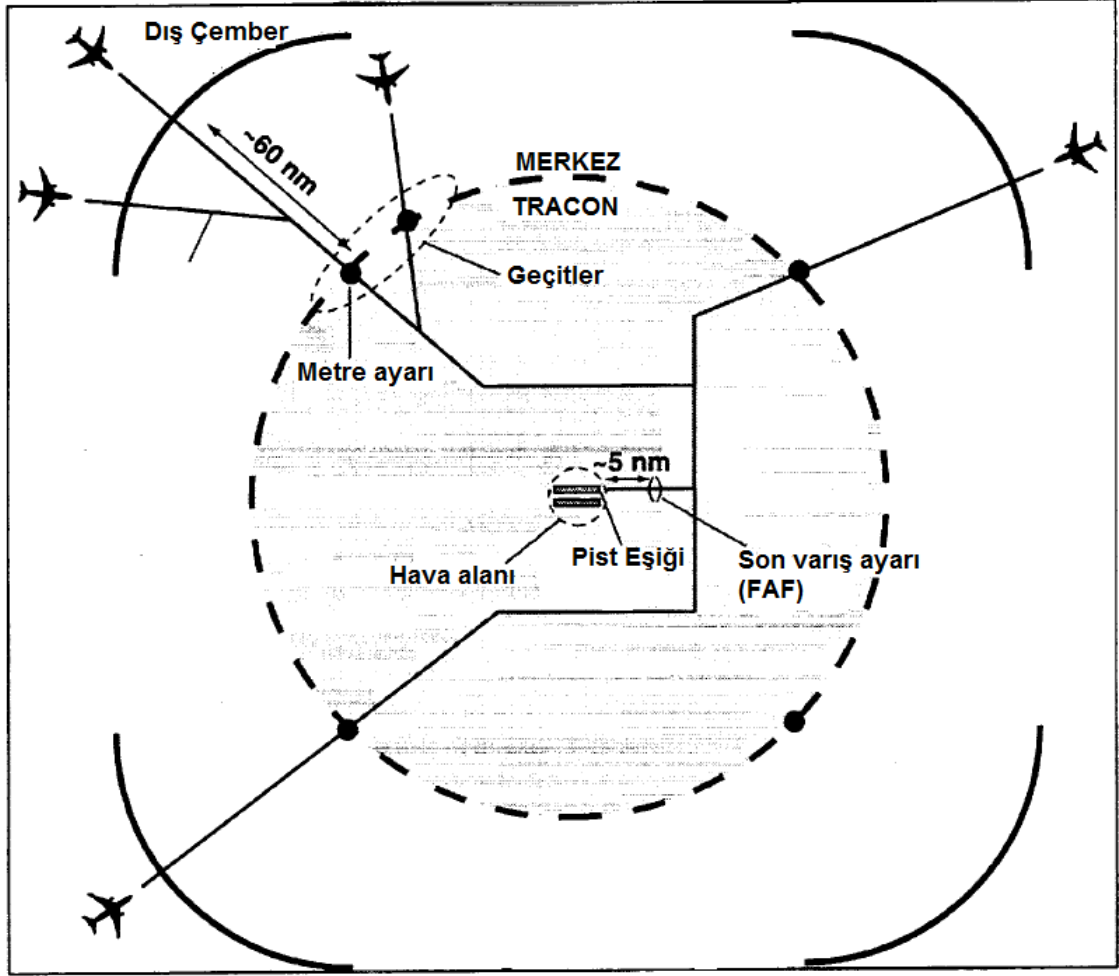 Dış Çember
~60 nm
MERKEZ
TRACON
Geçitler
Metre ayarı
~5 nm
Pist Eşiği
Son varış ayarı
(FAF)
Hava alanı